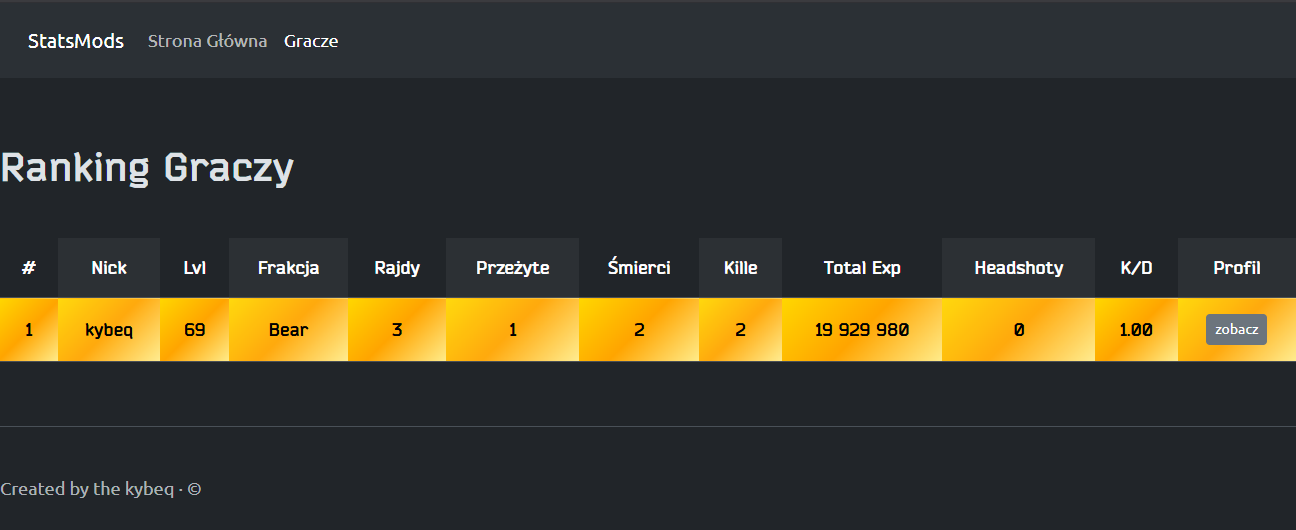 StatsMods Strona Główna Gracze
Ranking Graczy
# Nick Lvl Frakcja Rajdy Przeżyte Śmierci Kille Total Exp Headshoty K/D Profil
1 kybeq 69 Bear 3 1 2 2 19 929 980 0 1.00 zobacz
Created by the kybeq · ©